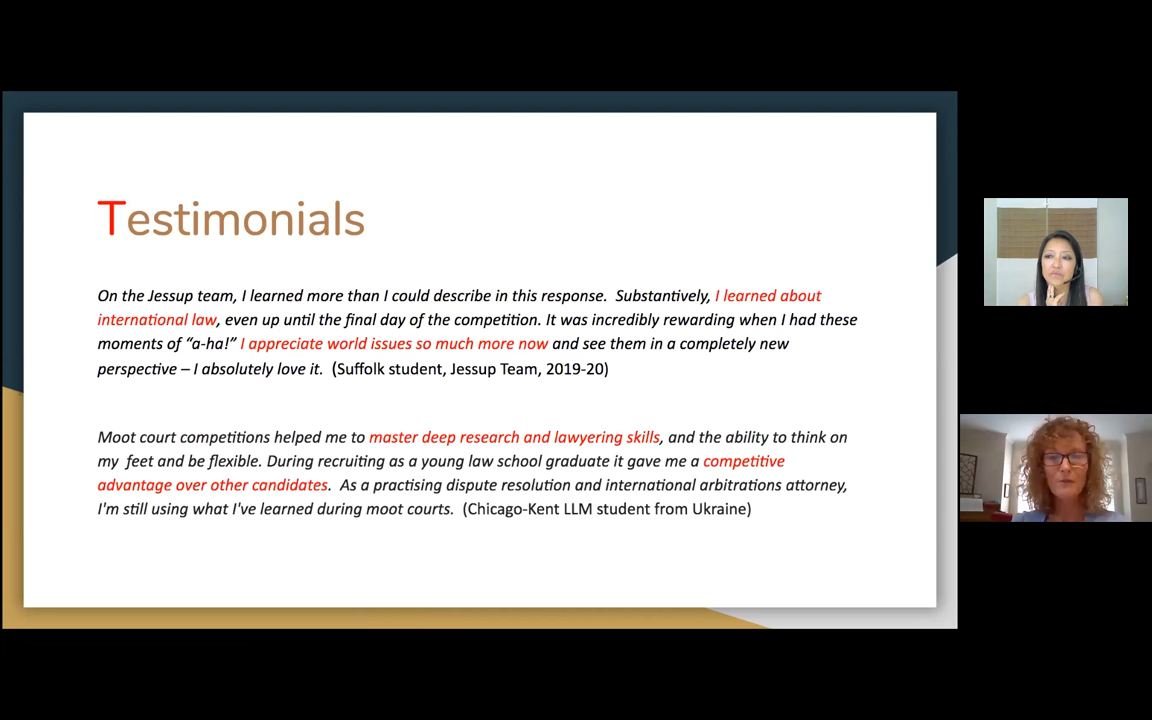 Testimonials
On the Jessup team, I learned more than I could describe in this response.  Substantively, I learned about
international law, even up until the final day of the competition. It was incredibly rewarding when I had these
moments of “a-ha!” I appreciate world issues so much more now and see them in a completely new
perspective – I absolutely love it.  (Suffolk student, Jessup Team, 2019-20)
Moot court competitions helped me to master deep research and lawyering skills, and the ability to think on
my  feet and be flexible. During recruiting as a young law school graduate it gave me a competitive
advantage over other candidates.  As a practising dispute resolution and international arbitrations attorney,
I'm still using what I've learned during moot courts.  (Chicago-Kent LLM student from Ukraine)